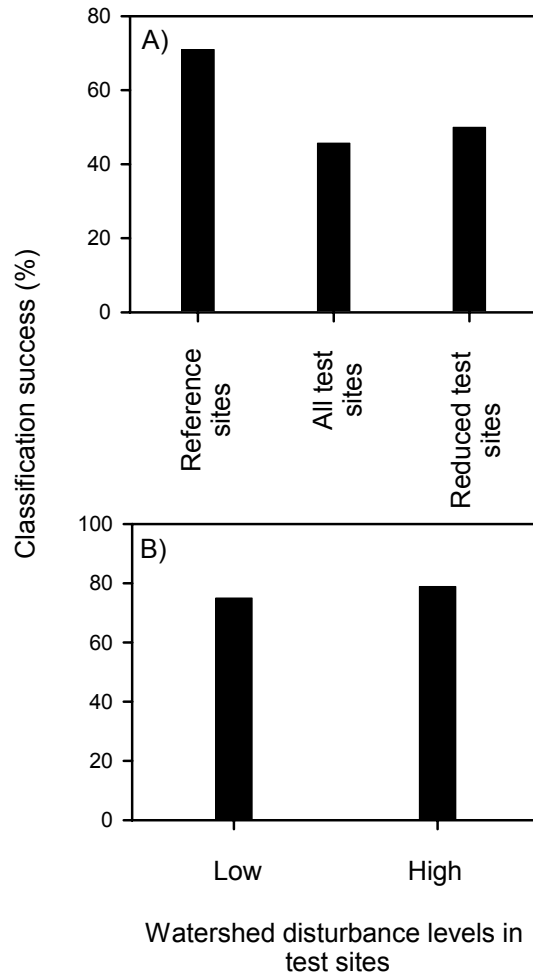 Classification success (%)
A)
80
60
40
20
0
Reference
sites
All test
sites
Reduced test
sites
B)
100
80
60
40
20
0
Low
High
Watershed disturbance levels in
test sites